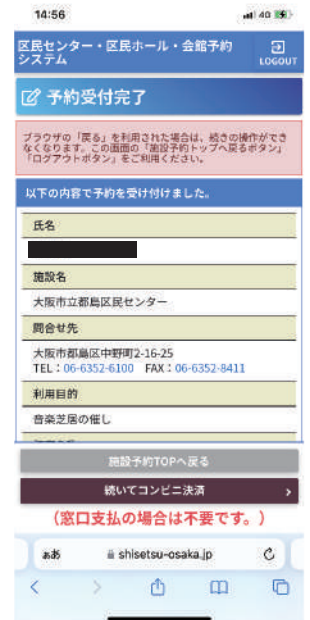 14:56
4G
区民センター・区民ホール・会館予約
システム
LOGOUT
予約受付完了
ブラウザの「戻る」を利用された場合は、続きの操作ができ
なくなります。この画面の「施設予約トップへ戻るボタン」
「ログアウトボタン」をご利用ください。
以下の内容で予約を受け付けました。
氏名
施設名
大阪市立都島区民センター
問合せ先
大阪市都島区中野町2-16-25
TEL：06-6352-6100 FAX：06-6352-8411
利用目的
音楽芝居の催し
施設予約TOPへ戻る
続いてコンビニ決済
（窓口支払の場合は不要です。）
ぁあ shisetsu-osaka.jp